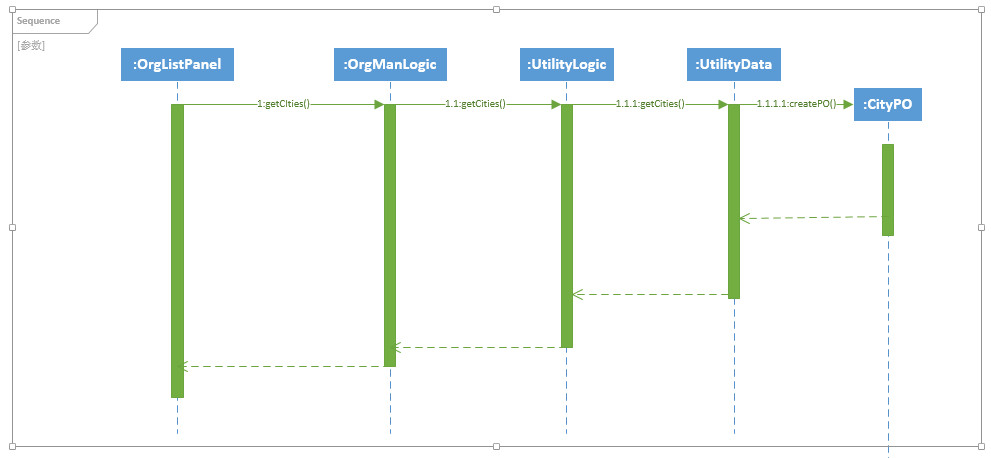 Sequence
[参数]
:OrgListPanel
:OrgManLogic
:UtilityLogic
:UtilityData
:CityPO
1:getCIties()
1.1:getCities()
1.1.1:getCities()
1.1.1.1:createPO()